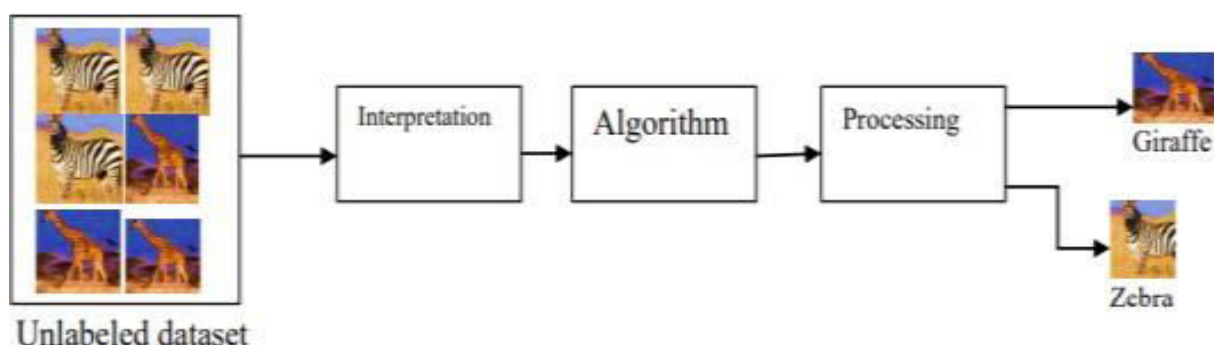 Interpretation
Algorithm
Processing
Giraffe
Zebra
Unlabeled dataset